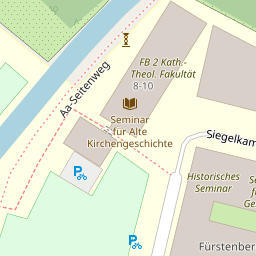 FB 2 Kath.-
Theol. Fakultät
8-10
Aa-Seitenweg
Seminar
für Alte
Kirchengeschichte
Siegelkam
Historisches
Seminar
Fürstenber